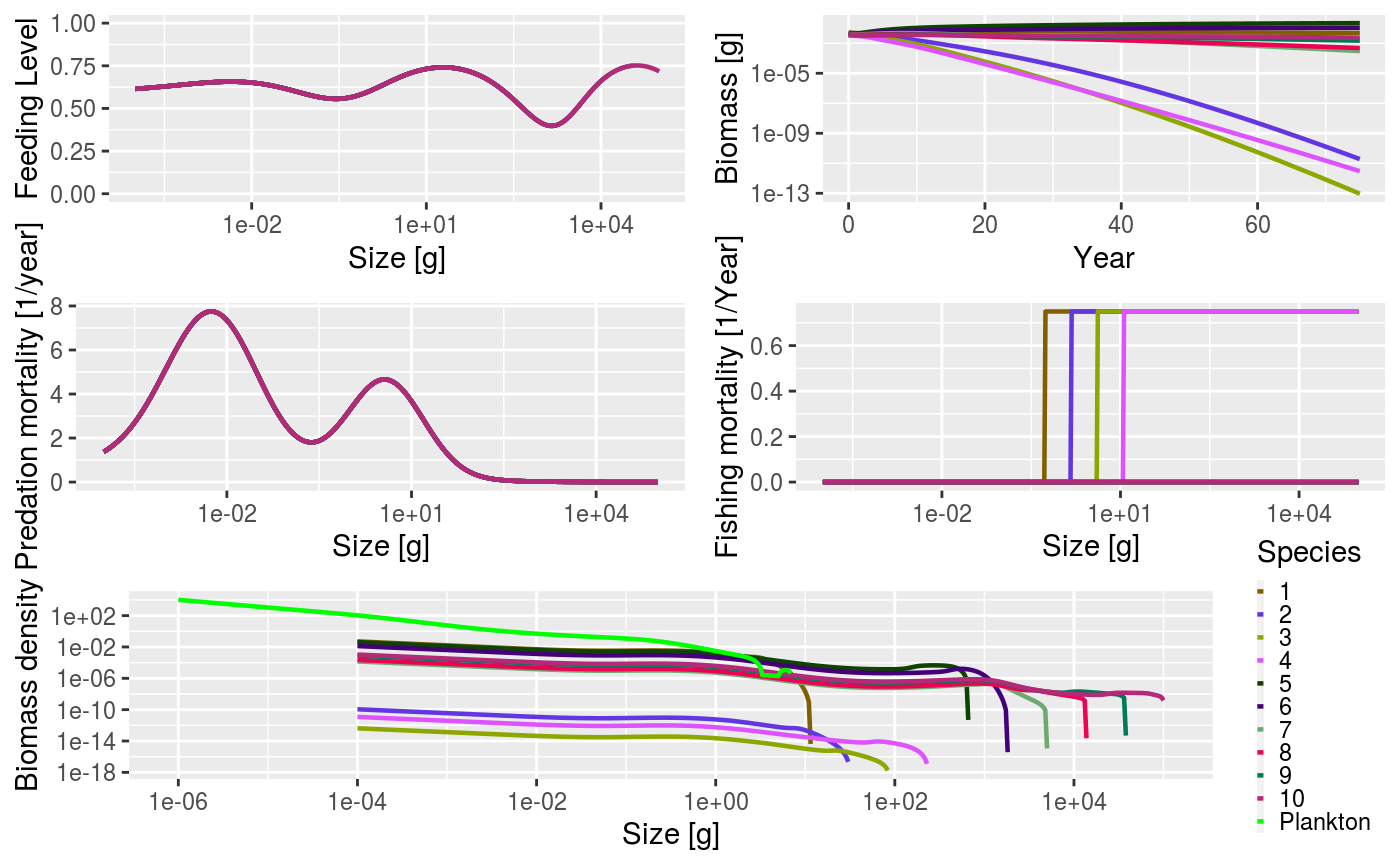 Feeding Level
1.00
0.75
0.50
0.25
0.00
1e-02 1e+01 1e+04
Size [g]
Biomass [g]
1e-05
1e-09
1e-13
0 20 40 60
Year
Predation mortality [1/year]
8
6
4
2
0
1e-02 1e+01 1e+04
Size [g]
Fishing mortality [1/Year]
0.6
0.4
0.2
0.0
1e-02 1e+01 1e+04
Size [g]
Biomass density
1e+02
1e-02
1e-06
1e-10
1e-14
1e-18
1e-06 1e-04 1e-02 1e+00 1e+02 1e+04
Size [g]
Species
1
2
3
4
5
6
7
8
9
10
Plankton